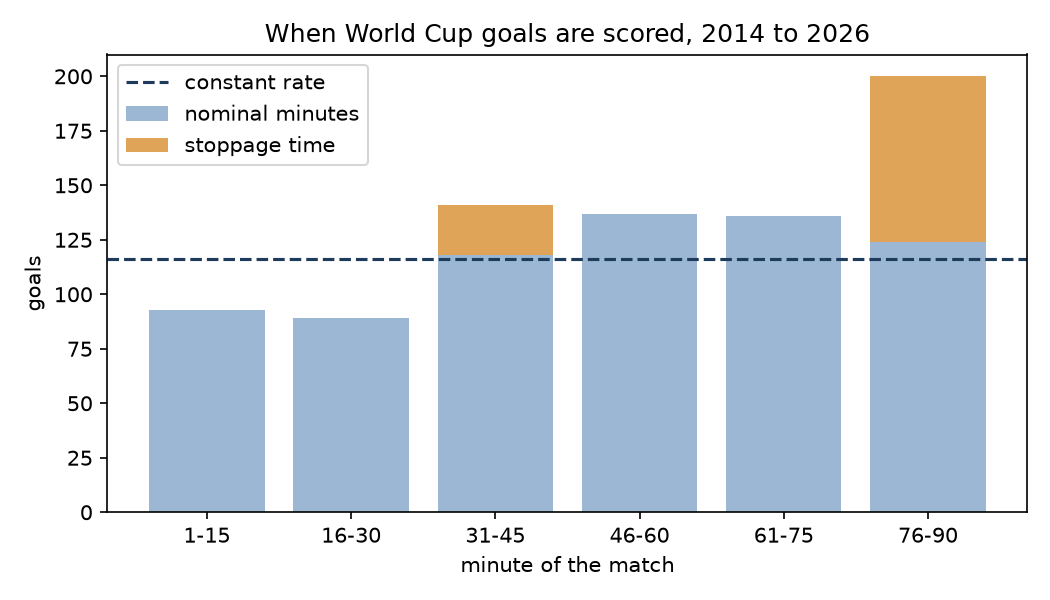 When World Cup goals are scored, 2014 to 2026
constant rate
nominal minutes
stoppage time
200
175
150
125
100
75
50
25
0
goals
1-15 16-30 31-45 46-60 61-75 76-90
minute of the match